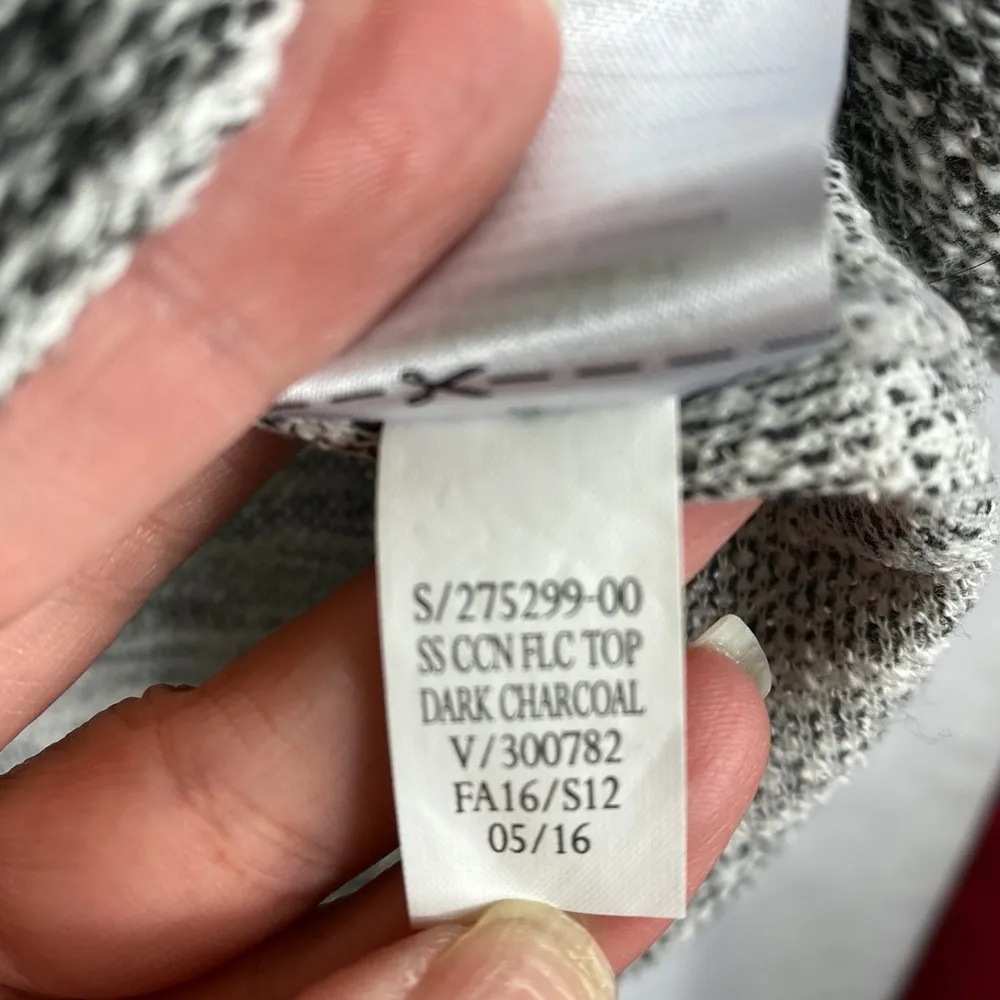 S/275299-00
SS CCN FLC TOP
DARK CHARCOAL
V/300782
FA16/S12
05/16